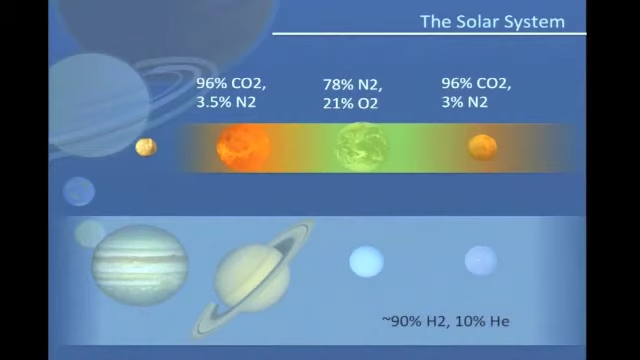 The Solar System
96% CO2,
3.5% N2
78% N2,
21% O2
96% CO2,
3% N2
~90% H2, 10% He